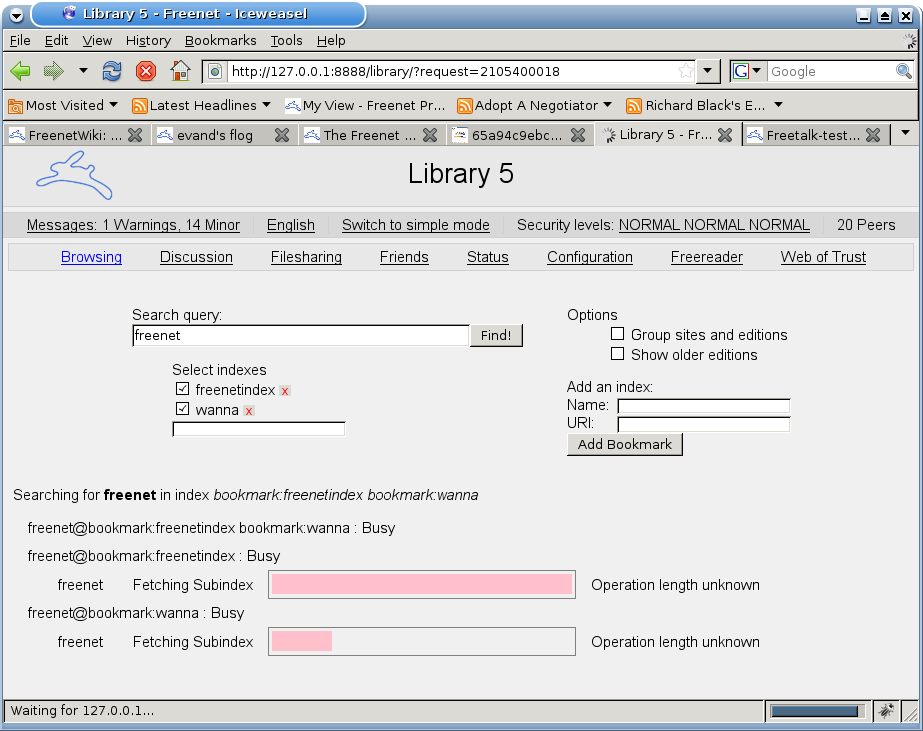 Library 5 - Freenet - Iceweasel
File Edit View History Bookmarks Tools Help
http://127.0.0.1:8888/library/?request=2105400018 G Google
Most Visited Latest Headlines My View - Freenet Pr... Adopt A Negotiator Richard Black's E...
FreenetWiki: ... evand's flog The Freenet ... 65a94c9ebc... Library 5 - Fr... Freetalk-test...
Library 5
Messages: 1 Warnings, 14 Minor English Switch to simple mode Security levels: NORMAL NORMAL NORMAL 20 Peers
Browsing Discussion Filesharing Friends Status Configuration Freereader Web of Trust
Search query:
freenet Find!
Select indexes
freenetindex x
wanna x
Options
Group sites and editions
Show older editions
Add an index:
Name:
URI:
Add Bookmark
Searching for freenet in index bookmark:freenetindex bookmark:wanna
freenet@bookmark:freenetindex bookmark:wanna : Busy
freenet@bookmark:freenetindex : Busy
freenet Fetching Subindex Operation length unknown
freenet@bookmark:wanna : Busy
freenet Fetching Subindex Operation length unknown
Waiting for 127.0.0.1...